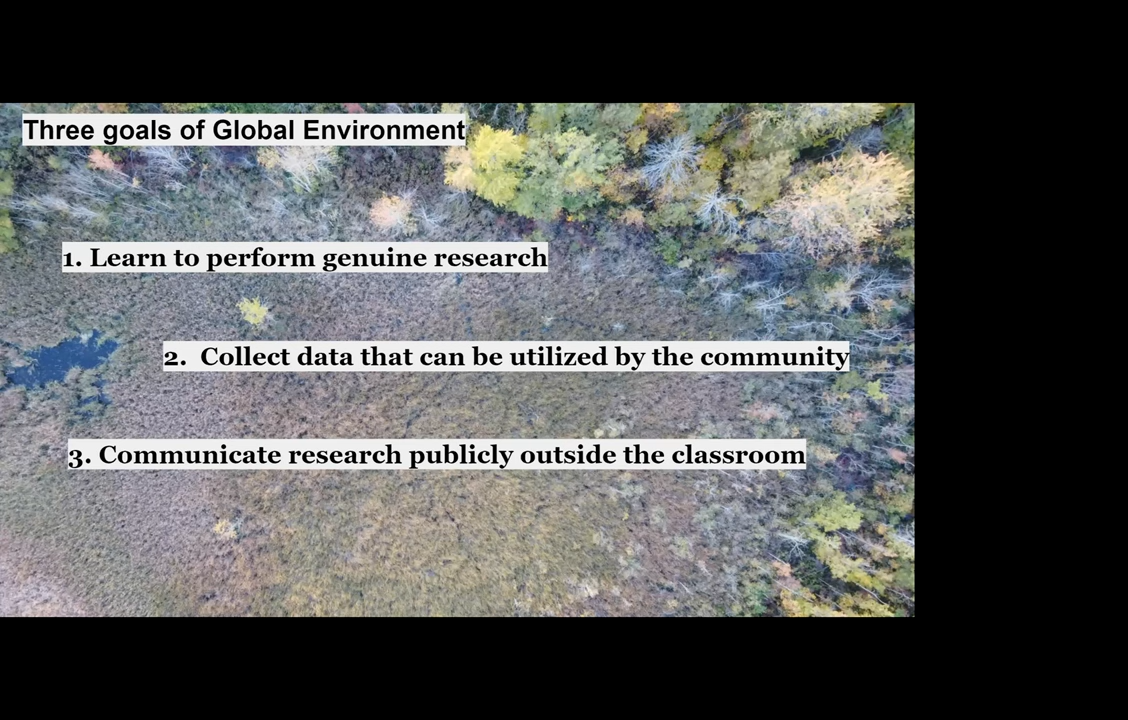 Three goals of Global Environment
1. Learn to perform genuine research
2. Collect data that can be utilized by the community
3. Communicate research publicly outside the classroom